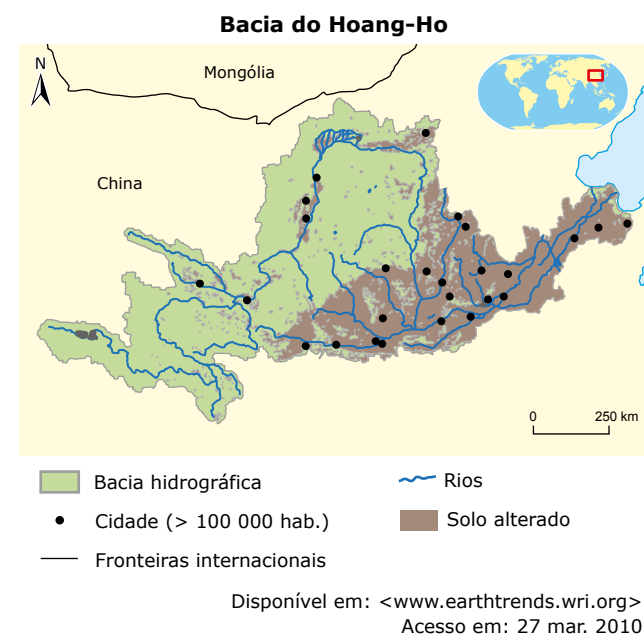 Bacia do Hoang-Ho
N
Mongólia
China
0 250 km
Bacia hidrográfica
Rios
Cidade (> 100 000 hab.)
Solo alterado
Fronteiras internacionais
Disponível em: <www.earthtrends.wri.org>
Acesso em: 27 mar. 2010